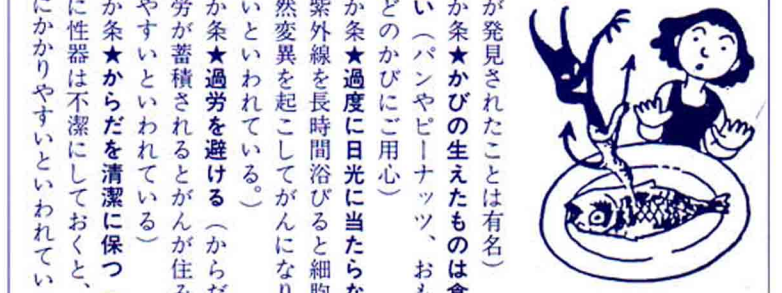 が発見されたことは有名）
か条★かびの生えたものは食
い（パンやピーナッツ、おも
どのかびにご用心）
か条★過度に日光に当たらな
紫外線を長時間浴びると細胞
然変異を起こしてがんになり
いといわれている。）
か条★過労を避ける（からだ
労が蓄積されるとがんが住み
やすいといわれている）
か条★からだを清潔に保つ
に性器は不潔にしておくと、
にかかりやすいといわれてい